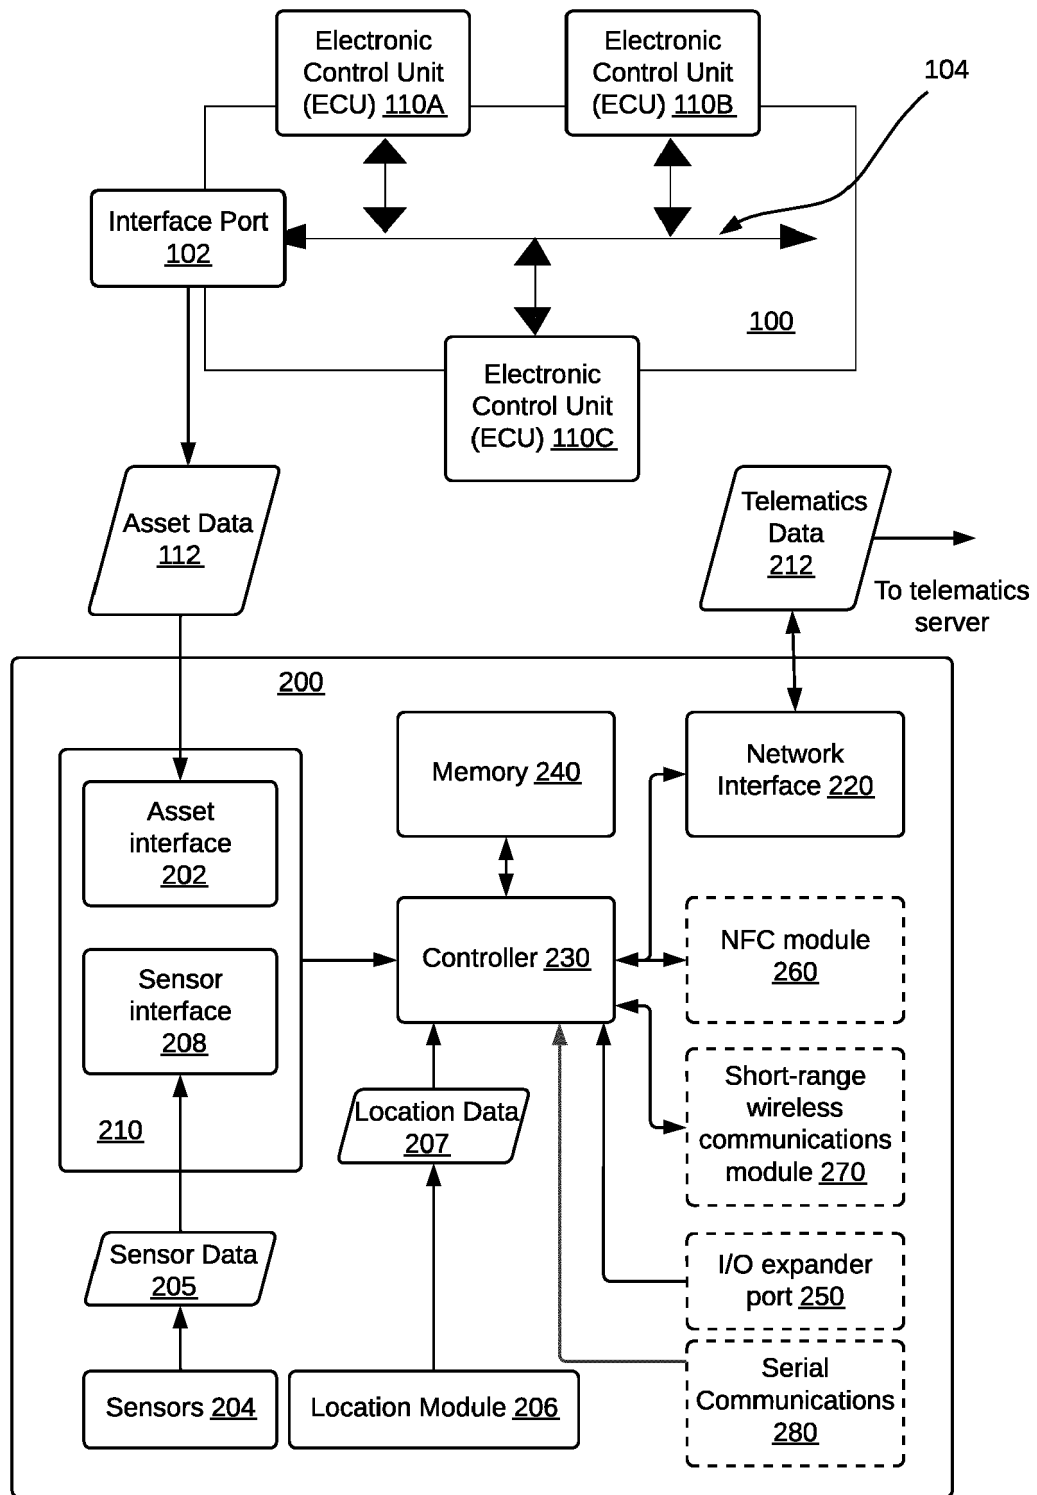 Electronic
Control Unit
(ECU) 110A
Electronic
Control Unit
(ECU) 110B
104
Interface Port
102
100
Electronic
Control Unit
(ECU) 110C
Asset Data
112
Telematics
Data
212
To telematics
server
200
Asset
interface
202
Memory 240
Network
Interface 220
Sensor
interface
208
Controller 230
NFC module
260
210
Location Data
207
Short-range
wireless
communications
module 270
Sensor Data
205
I/O expander
port 250
Sensors 204
Location Module 206
Serial
Communications
280